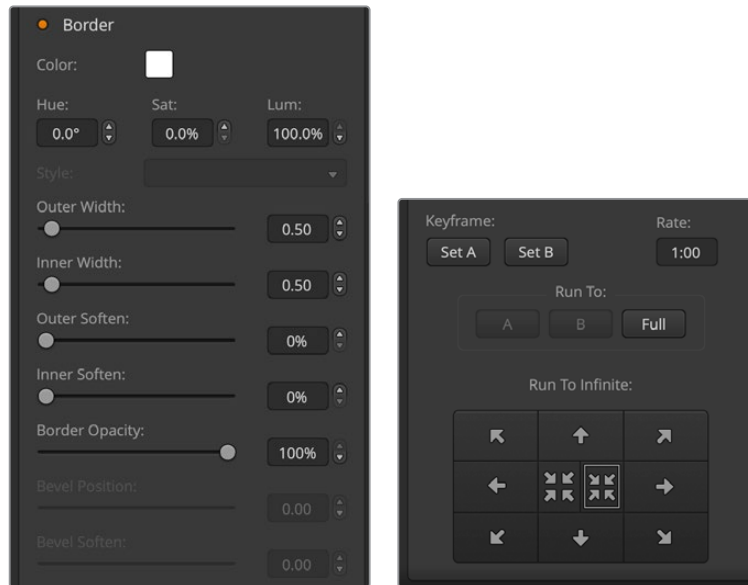 Border
Color:
Hue: Sat: Lum:
0.0° 0.0% 100.0%
Style:
Outer Width:
0.50
Inner Width:
0.50
Outer Soften:
0%
Inner Soften:
0%
Border Opacity:
100%
Bevel Position:
0.00
Bevel Soften:
0.00
Keyframe: Rate:
Set A Set B 1:00
Run To:
A B Full
Run To Infinite: